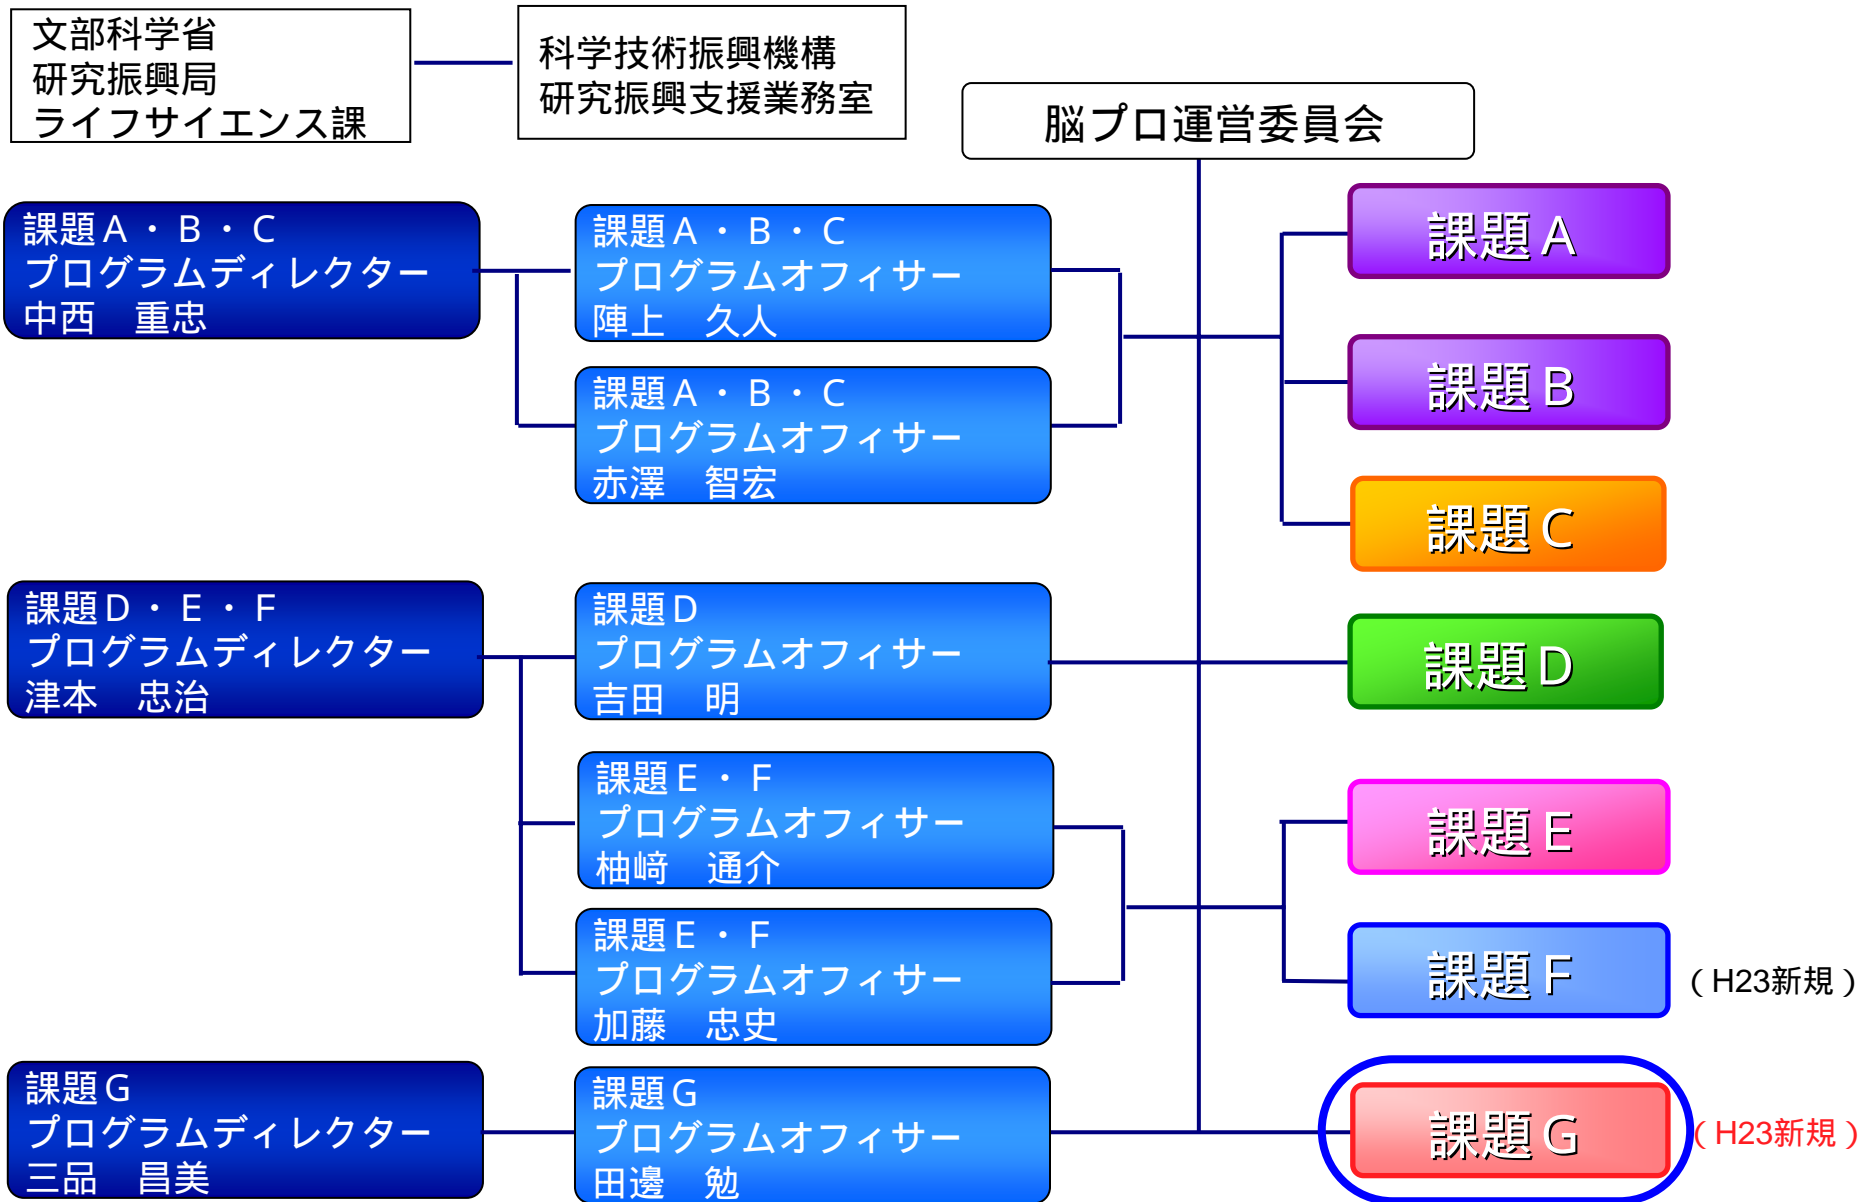 文部科学省
研究振興局
ライフサイエンス課
科学技術振興機構
研究振興支援業務室
脳プロ運営委員会
課題A・B・C
プログラムディレクター
中西　重忠
課題A・B・C
プログラムオフィサー
陣上　久人
課題A・B・C
プログラムオフィサー
赤澤　智宏
課題A
課題B
課題C
課題D・E・F
プログラムディレクター
津本　忠治
課題D
プログラムオフィサー
吉田　明
課題D
課題E・F
プログラムオフィサー
柚﨑　通介
課題E
課題E・F
プログラムオフィサー
加藤　忠史
課題F
（H23新規）
課題G
プログラムディレクター
三品　昌美
課題G
プログラムオフィサー
田邊　勉
課題G
（H23新規）